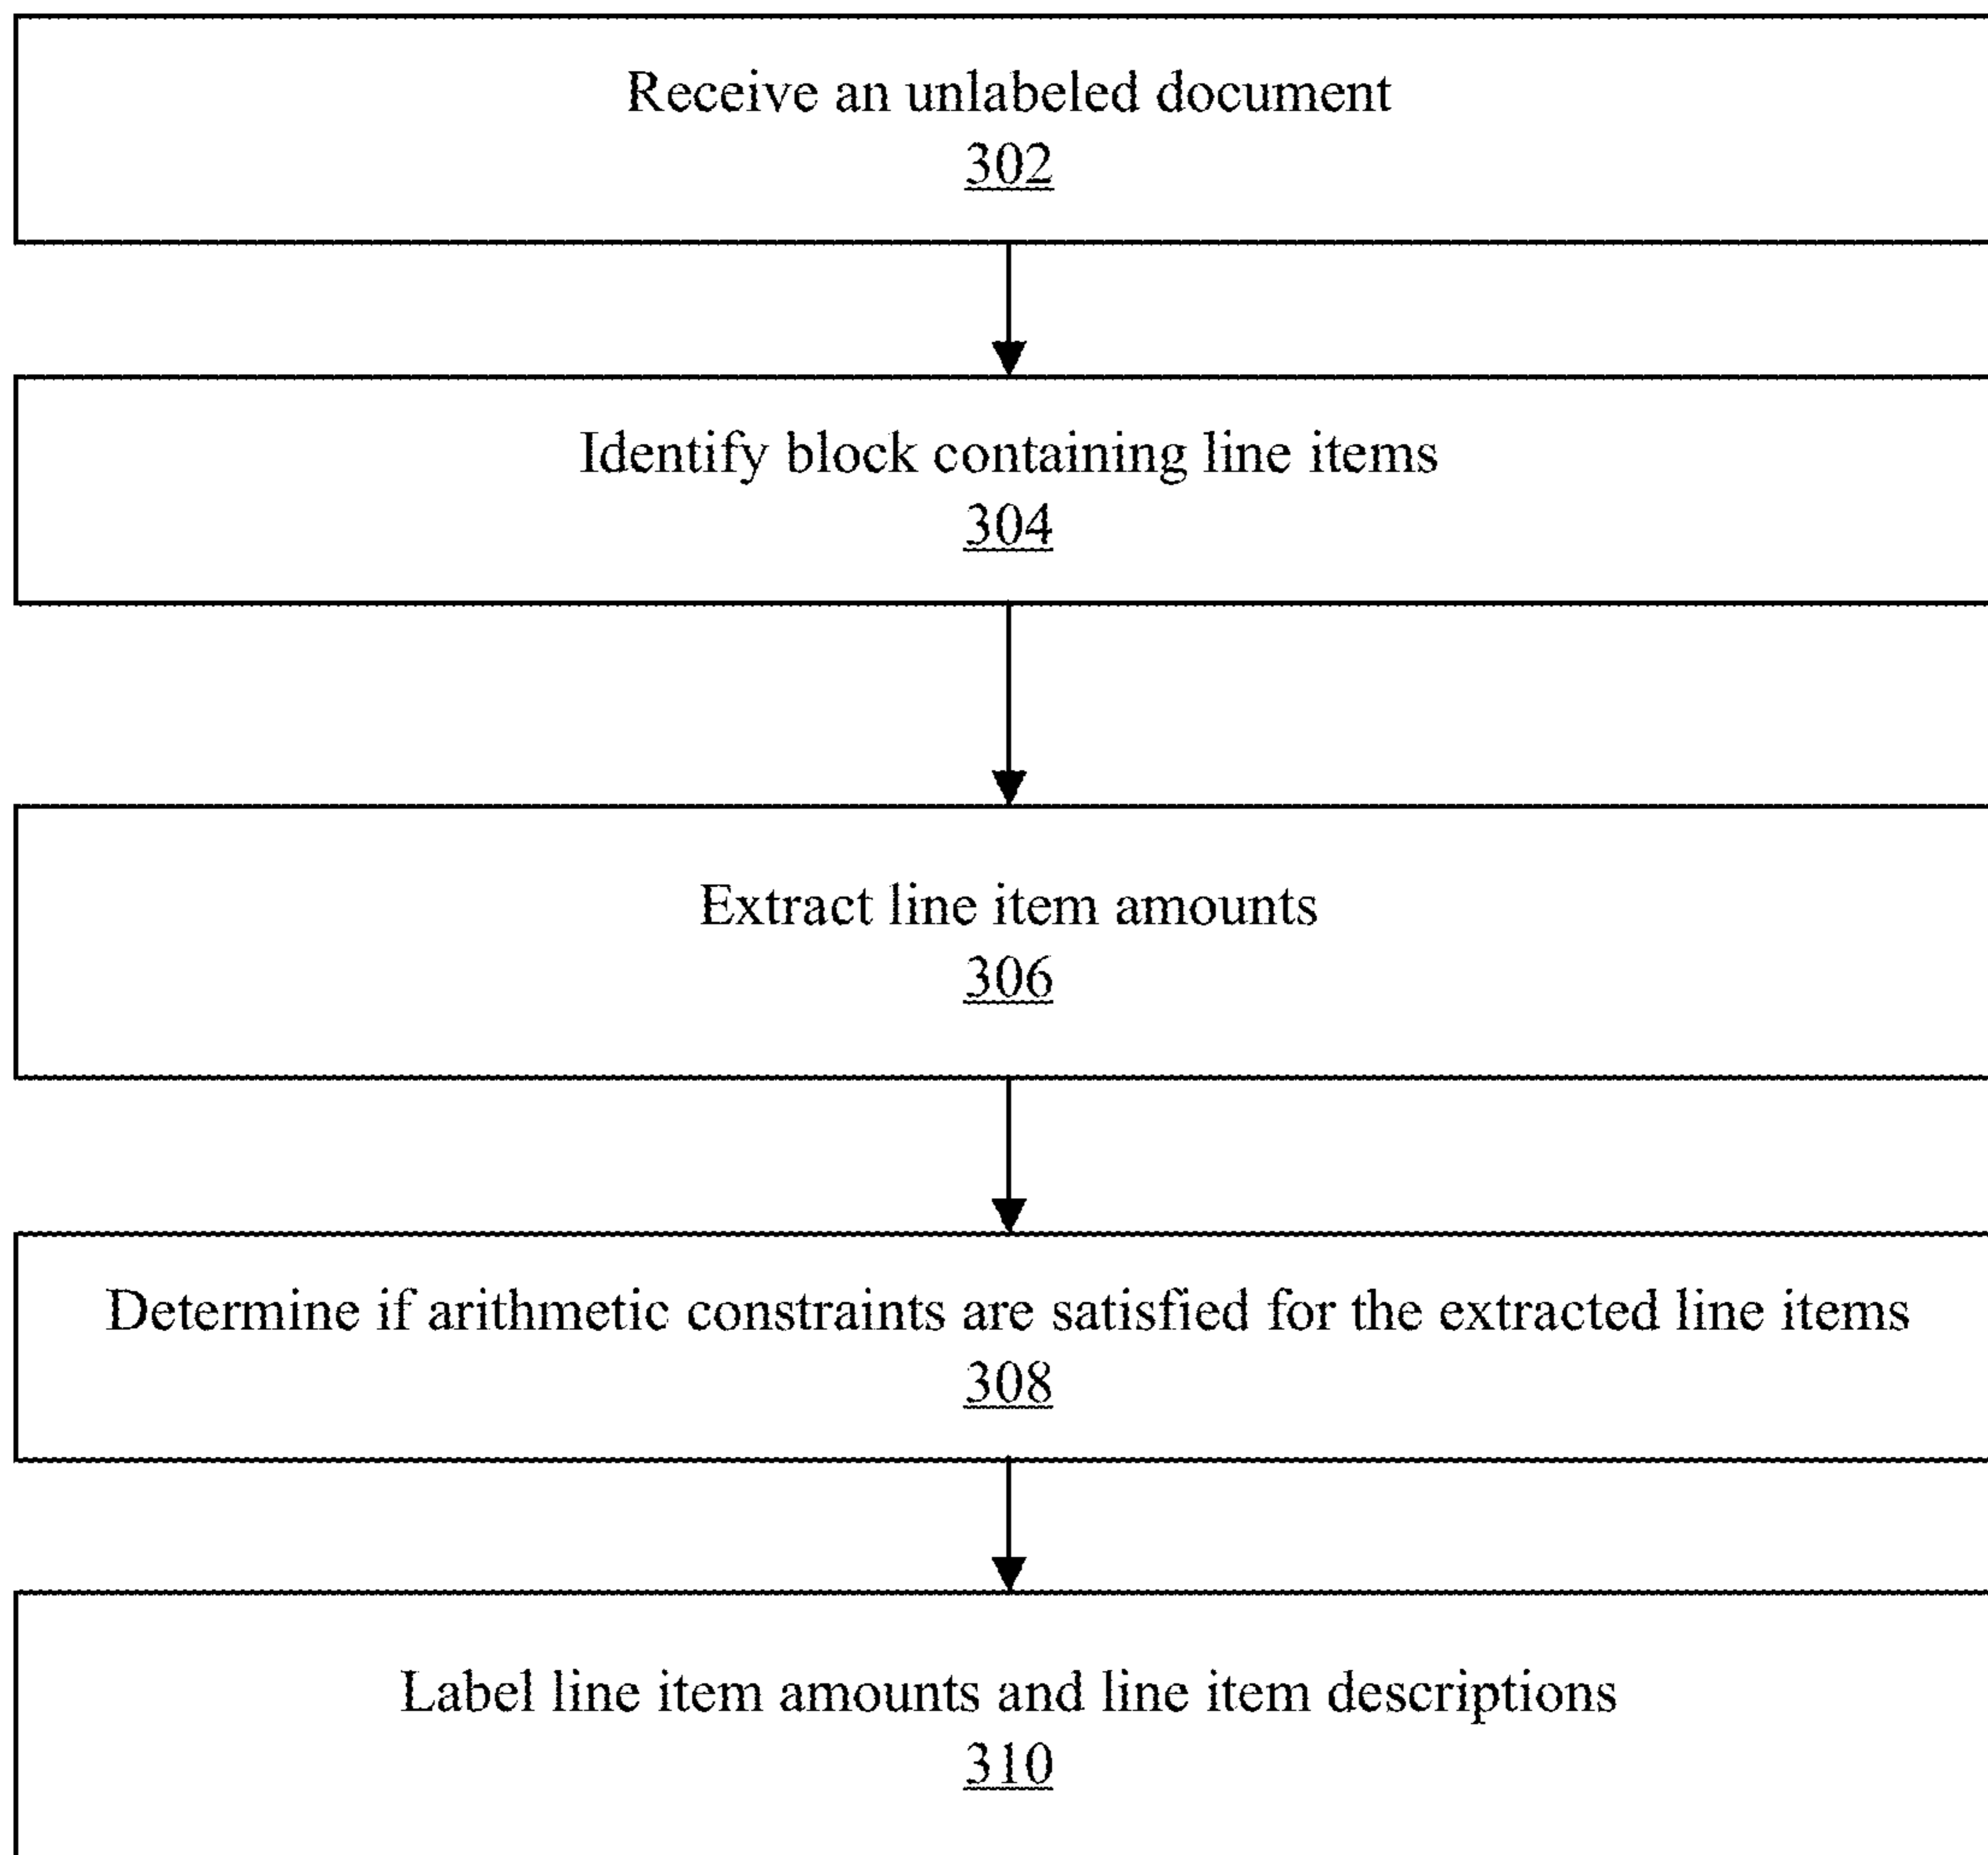 Receive an unlabeled document
302
Identify block containing line items
304
Extract line item amounts
306
Determine if arithmetic constraints are satisfied for the extracted line items
308
Label line item amounts and line item descriptions
310